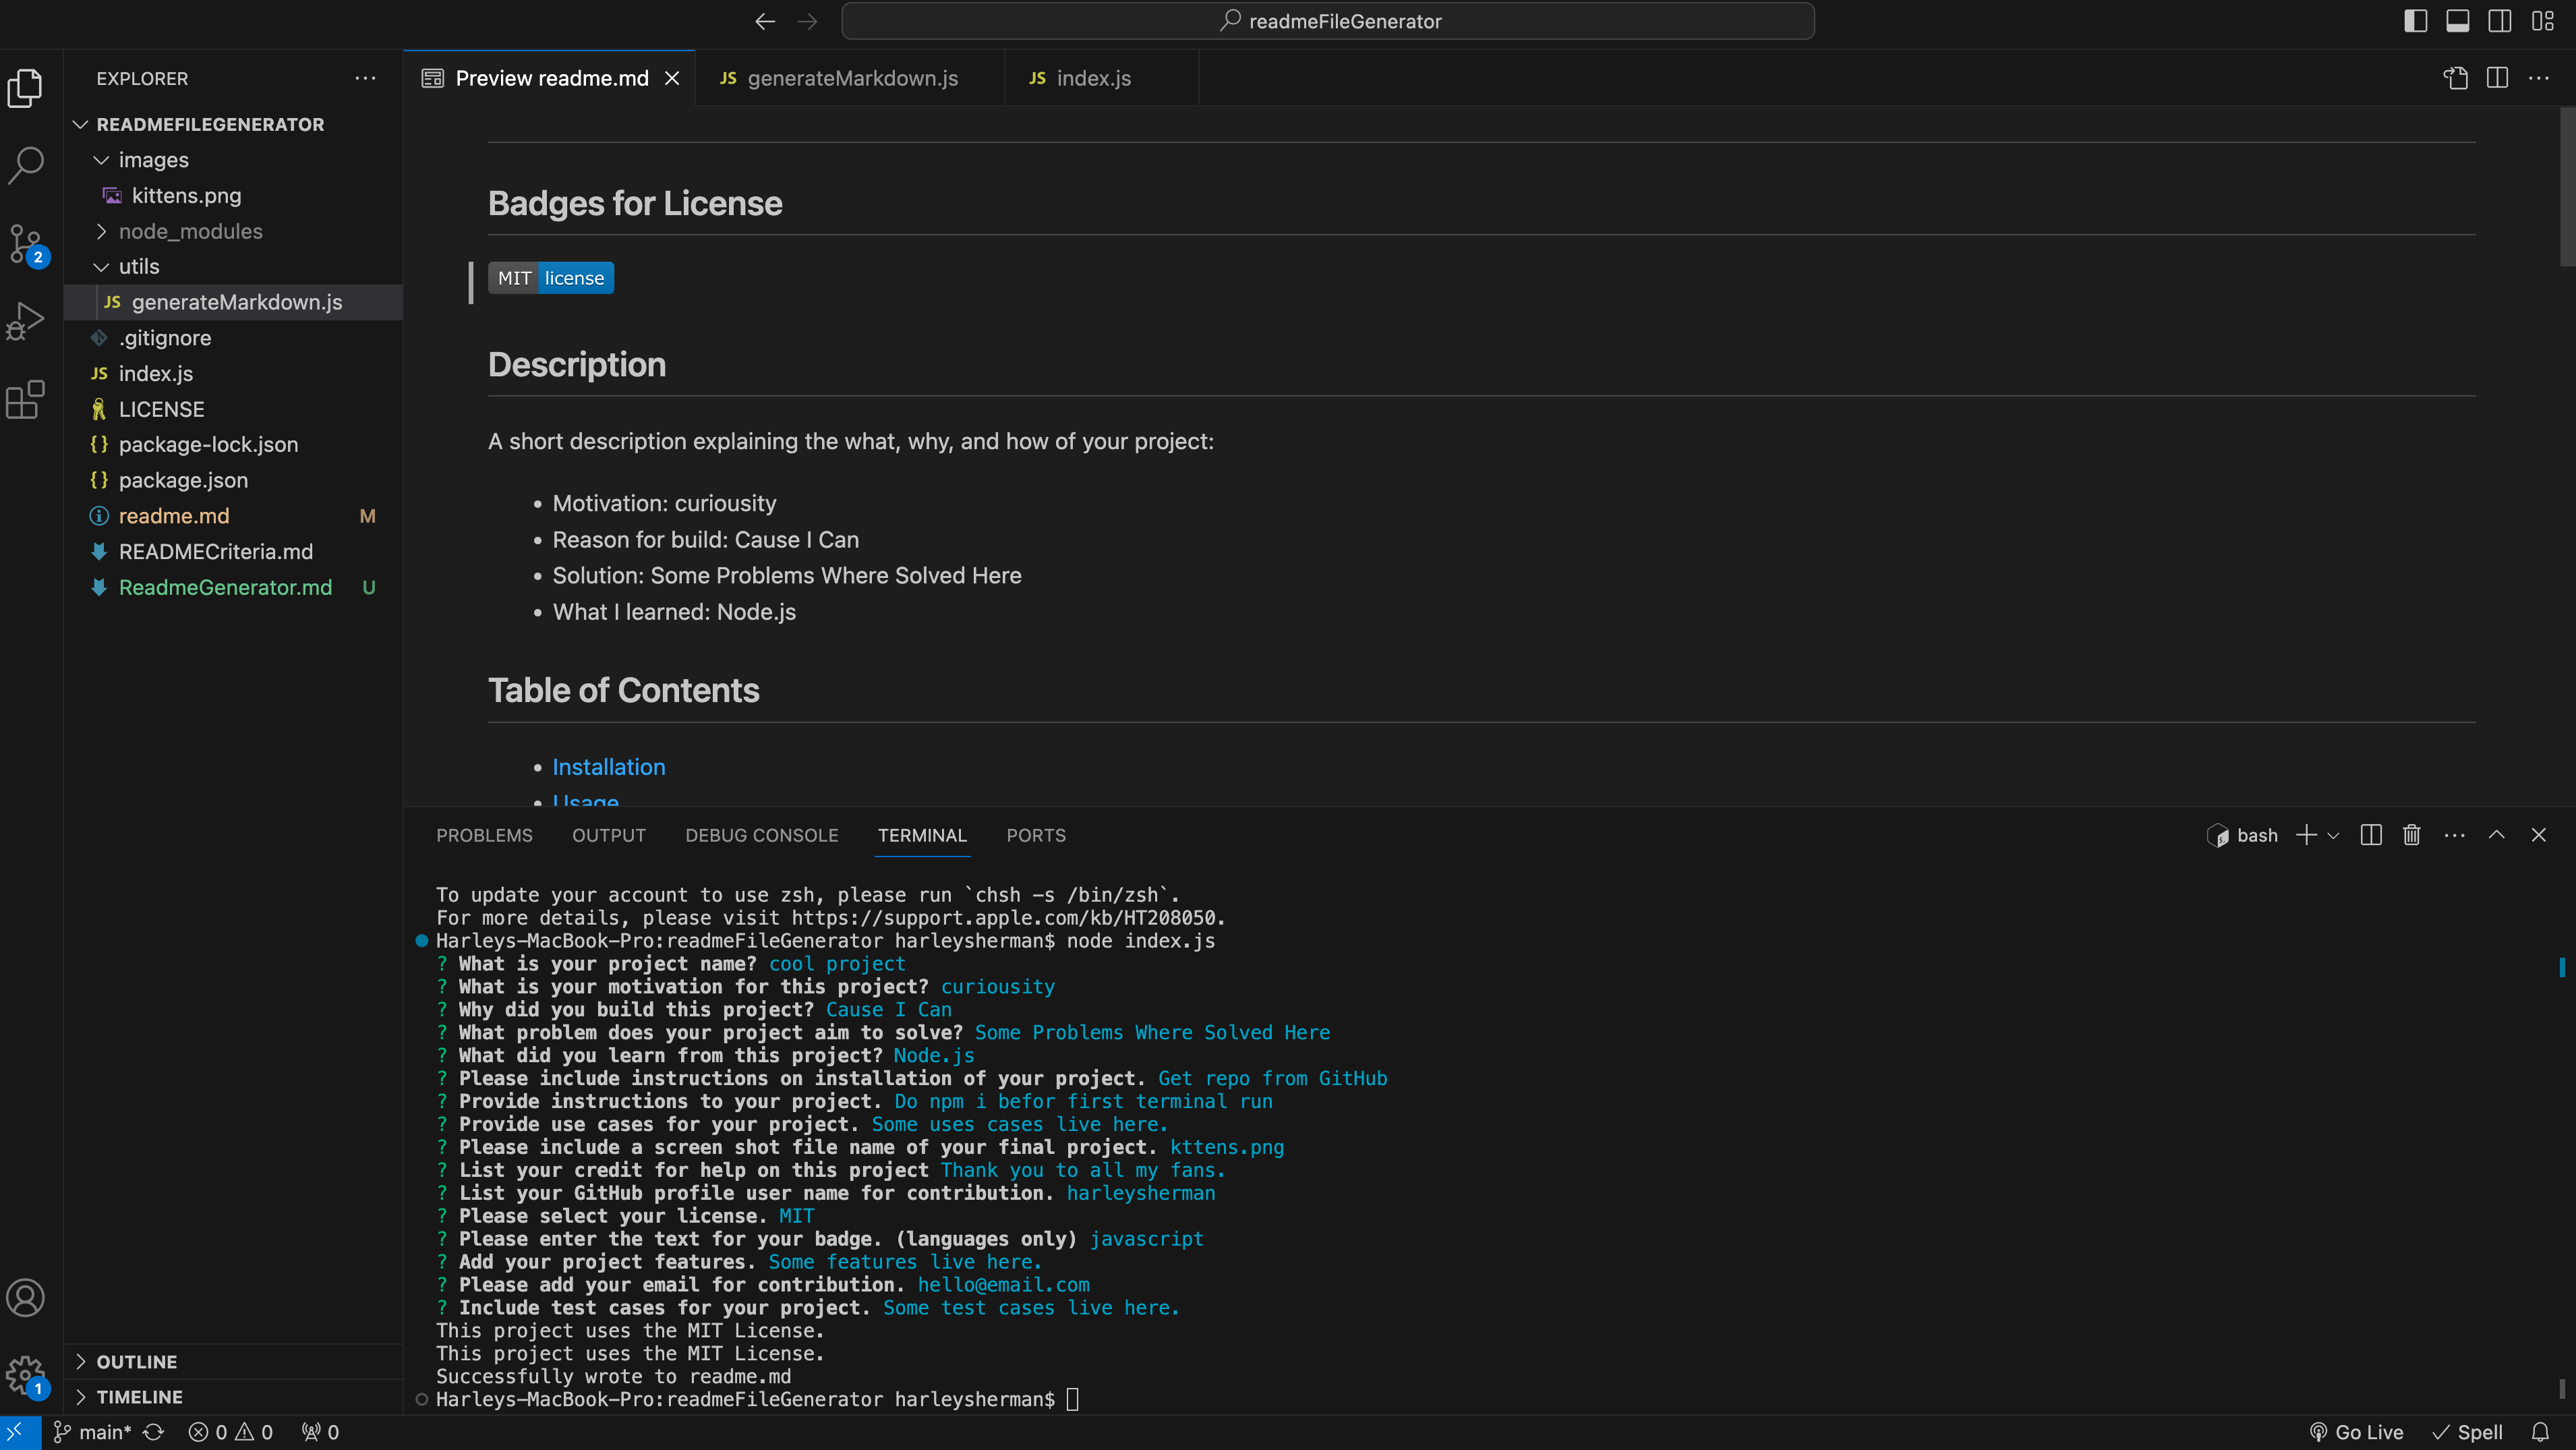 readmeFileGenerator
EXPLORER
Preview readme.md
JS generateMarkdown.js
JS index.js
READMEFILEGENERATOR
images
kittens.png
node_modules
utils
JS generateMarkdown.js
.gitignore
JS index.js
LICENSE
{} package-lock.json
{} package.json
readme.md M
READMECriteria.md
ReadmeGenerator.md U
OUTLINE
TIMELINE
2
1
Badges for License
MIT license
Description
A short description explaining the what, why, and how of your project:
• Motivation: curiousity
• Reason for build: Cause I Can
• Solution: Some Problems Where Solved Here
• What I learned: Node.js
Table of Contents
• Installation
• Usage
PROBLEMS OUTPUT DEBUG CONSOLE TERMINAL PORTS
bash
To update your account to use zsh, please run `chsh -s /bin/zsh`.
For more details, please visit https://support.apple.com/kb/HT208050.
Harleys-MacBook-Pro:readmeFileGenerator harleysherman$ node index.js
? What is your project name? cool project
? What is your motivation for this project? curiousity
? Why did you build this project? Cause I Can
? What problem does your project aim to solve? Some Problems Where Solved Here
? What did you learn from this project? Node.js
? Please include instructions on installation of your project. Get repo from GitHub
? Provide instructions to your project. Do npm i befor first terminal run
? Provide use cases for your project. Some uses cases live here.
? Please include a screen shot file name of your final project. kttens.png
? List your credit for help on this project Thank you to all my fans.
? List your GitHub profile user name for contribution. harleysherman
? Please select your license. MIT
? Please enter the text for your badge. (languages only) javascript
? Add your project features. Some features live here.
? Please add your email for contribution. hello@email.com
? Include test cases for your project. Some test cases live here.
This project uses the MIT License.
This project uses the MIT License.
Successfully wrote to readme.md
Harleys-MacBook-Pro:readmeFileGenerator harleysherman$
main* 0 0 0
Go Live Spell